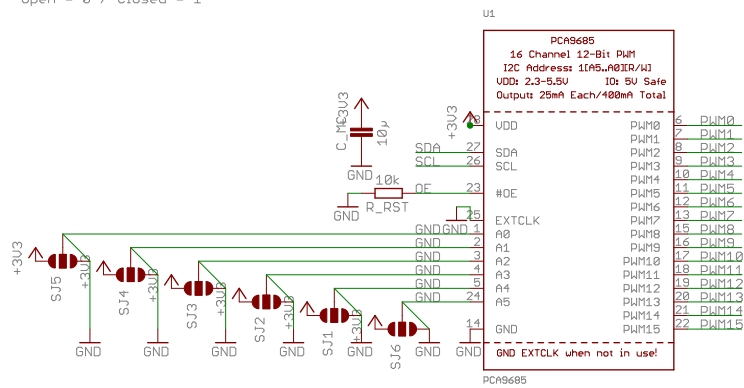 Open = 0 / Closed = 1
U1
PCA9685
16 Channel 12-Bit PWM
I2C Address: 1[A5..A0][R/W]
VDD: 2.3-5.5V IO: 5V Safe
Output: 25mA Each/400mA Total
+3V3
C_MC
10µ
GND
+3V3
28
VDD
SDA
27
SDA
SCL
26
SCL
10k
R_RST
GND
OE
23
#OE
GND
25
EXTCLK
GND
1
A0
GND
2
A1
GND
3
A2
GND
4
A3
GND
5
A4
GND
24
A5
14
GND
GND
PWM0
6
PWM0
PWM1
7
PWM1
PWM2
8
PWM2
PWM3
9
PWM3
PWM4
10
PWM4
PWM5
11
PWM5
PWM6
12
PWM6
PWM7
13
PWM7
PWM8
15
PWM8
PWM9
16
PWM9
PWM10
17
PWM10
PWM11
18
PWM11
PWM12
19
PWM12
PWM13
20
PWM13
PWM14
21
PWM14
PWM15
22
PWM15
+3V3
SJ5
GND
+3V3
SJ4
GND
+3V3
SJ3
GND
+3V3
SJ2
GND
+3V3
SJ1
GND
+3V3
SJ6
GND
GND EXTCLK when not in use!
PCA9685